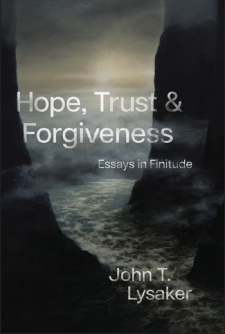 Hope, Trust &
Forgiveness
Essays in Finitude
John T.
Lysaker